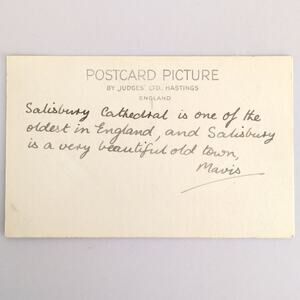 POSTCARD PICTURE
BY JUDGES' LTD., HASTINGS
ENGLAND
Salisbury Cathedral is one of the
oldest in England, and Salisbury
is a very beautiful old town,
Mavis